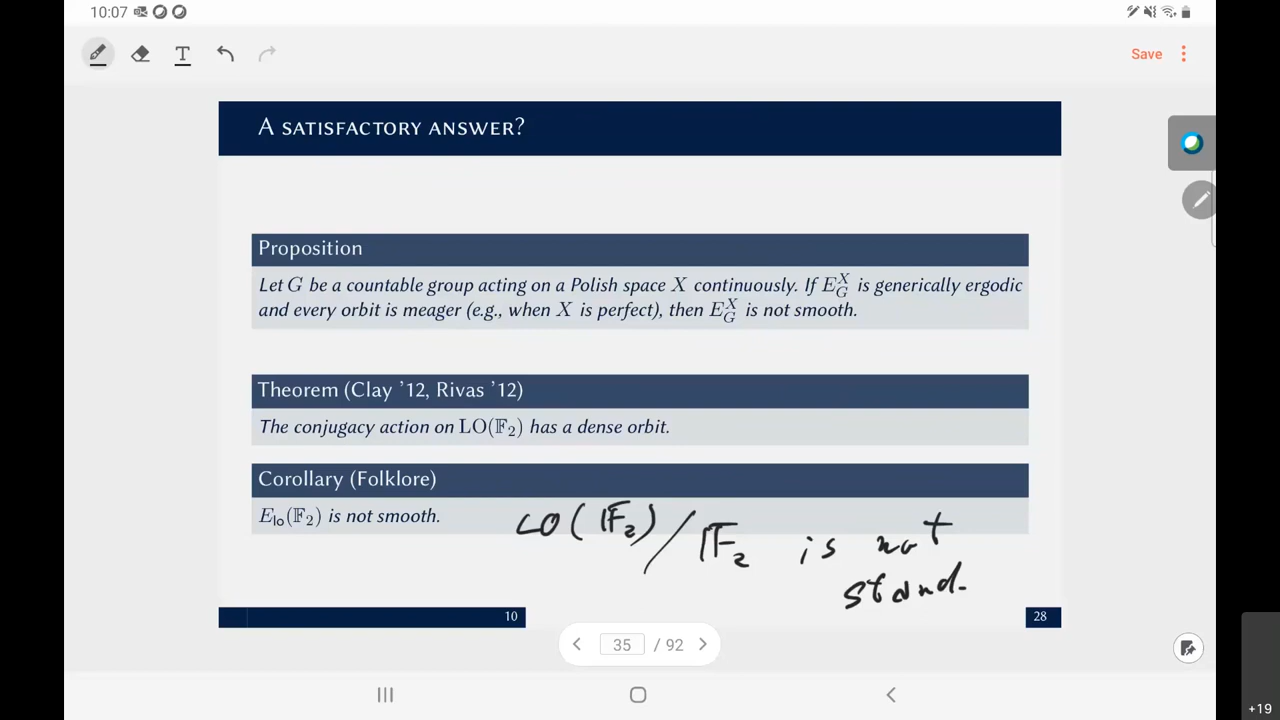 10:07
Save
A SATISFACTORY ANSWER?
Proposition
Let G be a countable group acting on a Polish space X continuously. If E_G^X is generically ergodic
and every orbit is meager (e.g., when X is perfect), then E_G^X is not smooth.
Theorem (Clay ’12, Rivas ’12)
The conjugacy action on LO(𝔽₂) has a dense orbit.
Corollary (Folklore)
E_lo(𝔽₂) is not smooth.
LO(𝔽₂)/𝔽₂ is not
stand.
10
28
35 / 92
+19